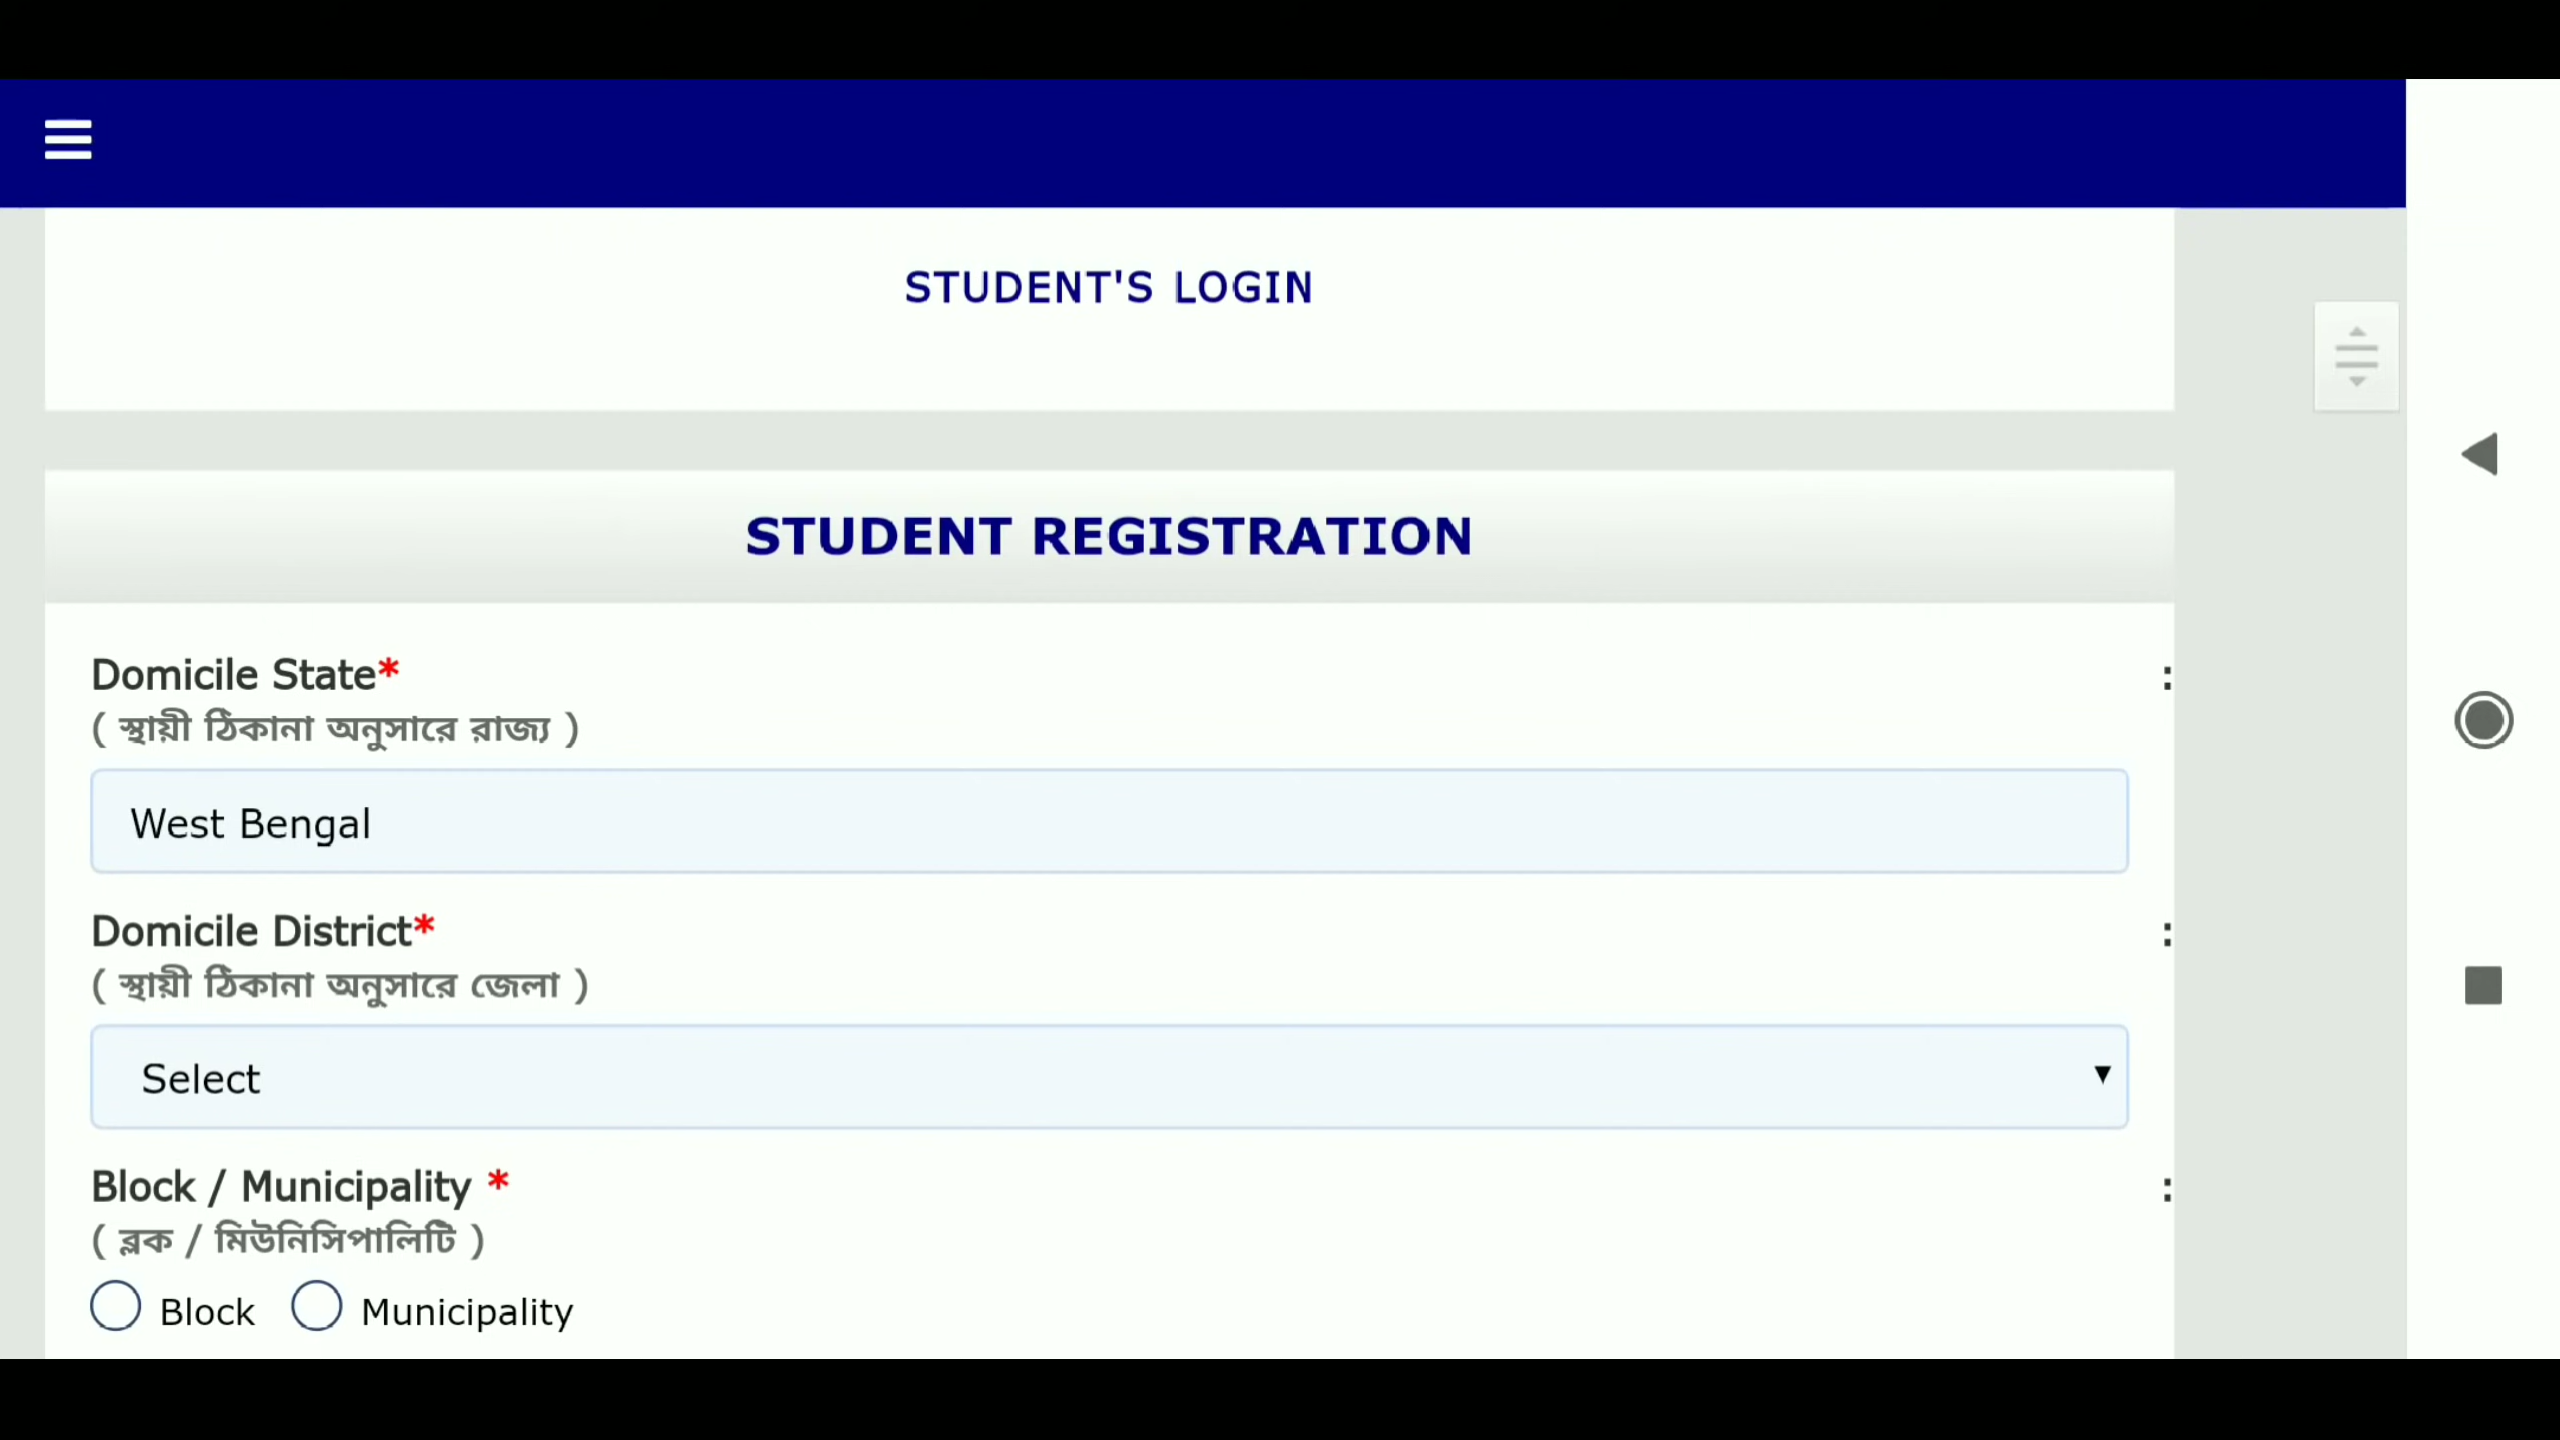 STUDENT'S LOGIN
STUDENT REGISTRATION
Domicile State* :
( স্থায়ী ঠিকানা অনুসারে রাজ্য )
West Bengal
Domicile District* :
( স্থায়ী ঠিকানা অনুসারে জেলা )
Select
Block / Municipality * :
( ব্লক / মিউনিসিপালিটি )
Block Municipality